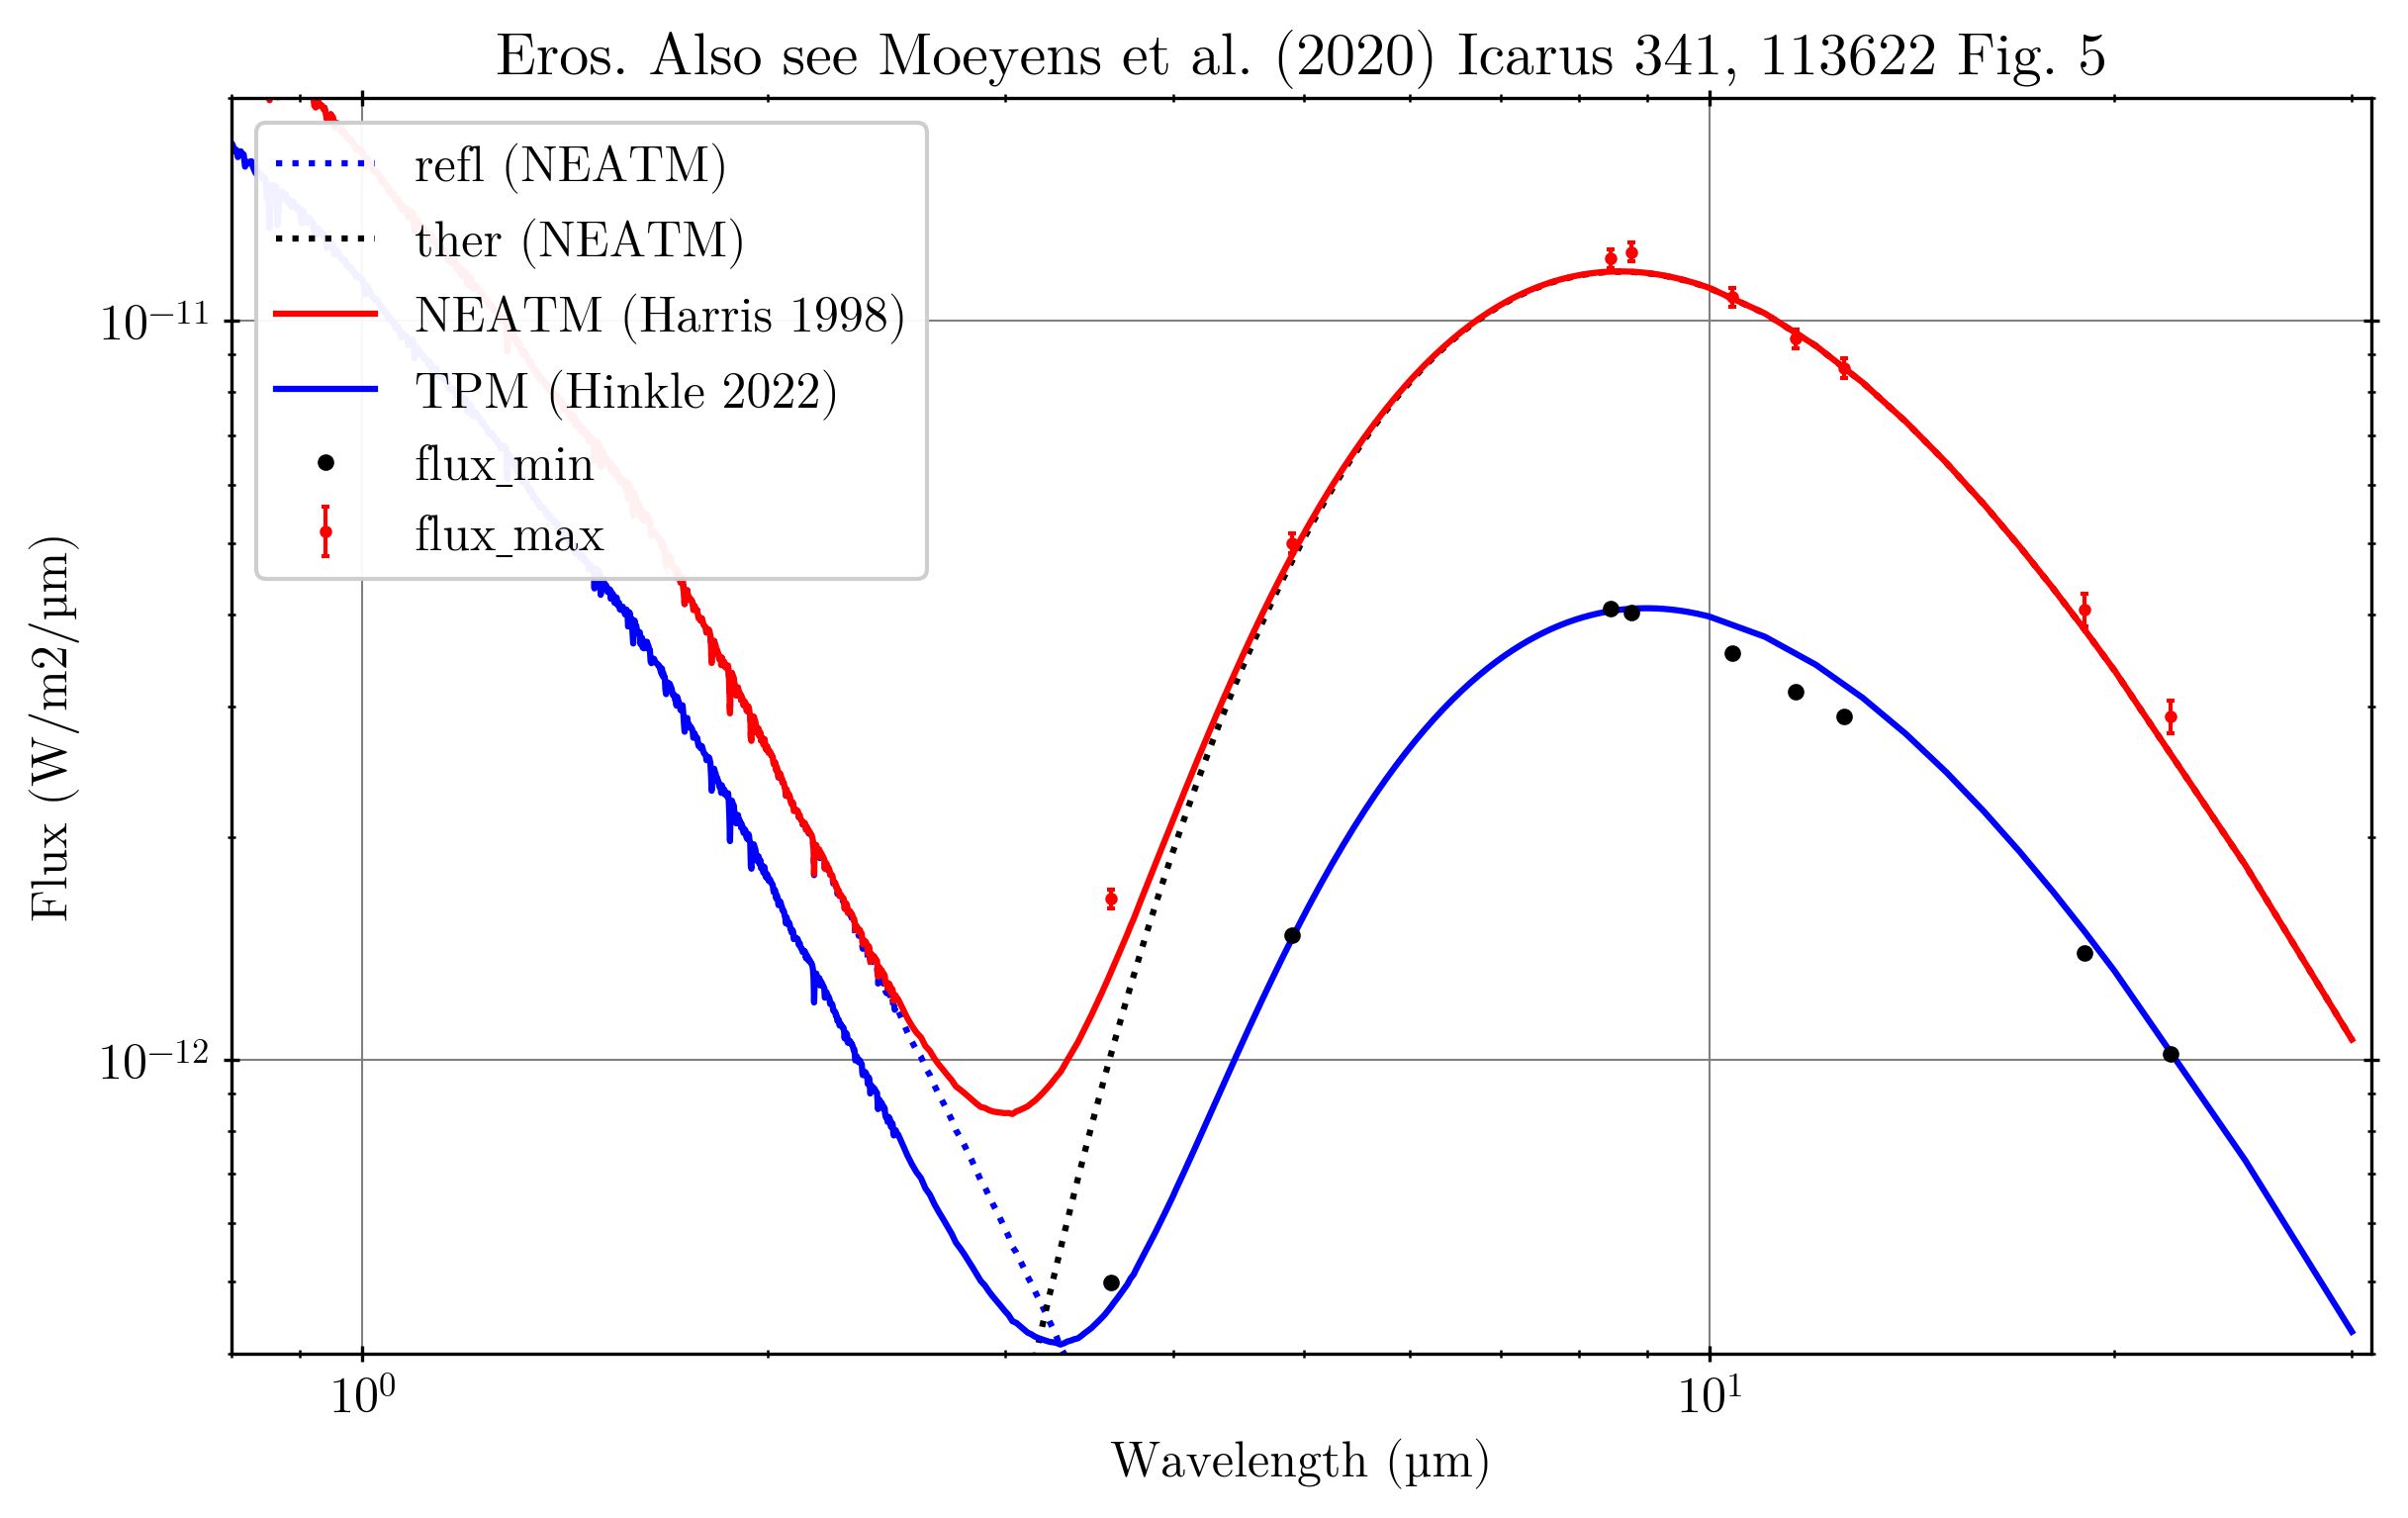 Eros. Also see Moeyens et al. (2020) Icarus 341, 113622 Fig. 5
refl (NEATM)
ther (NEATM)
NEATM (Harris 1998)
TPM (Hinkle 2022)
flux_min
flux_max
10⁻¹¹
10⁻¹²
Flux (W/m2/µm)
10⁰
10¹
Wavelength (µm)